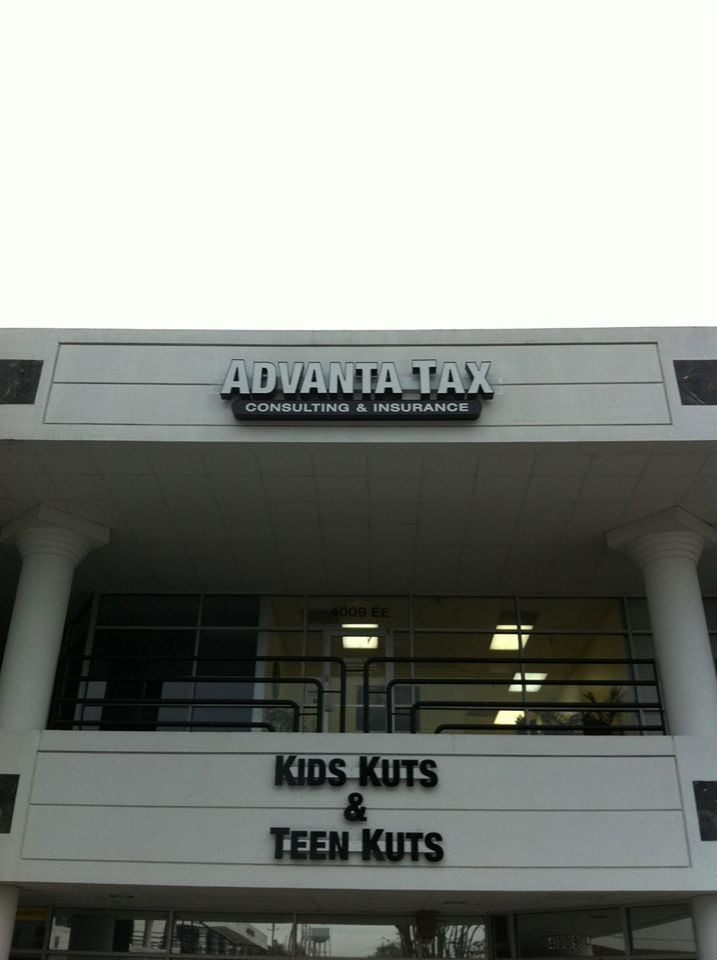 ADVANTA TAX
CONSULTING & INSURANCE
4009 EE
KIDS KUTS
&
TEEN KUTS